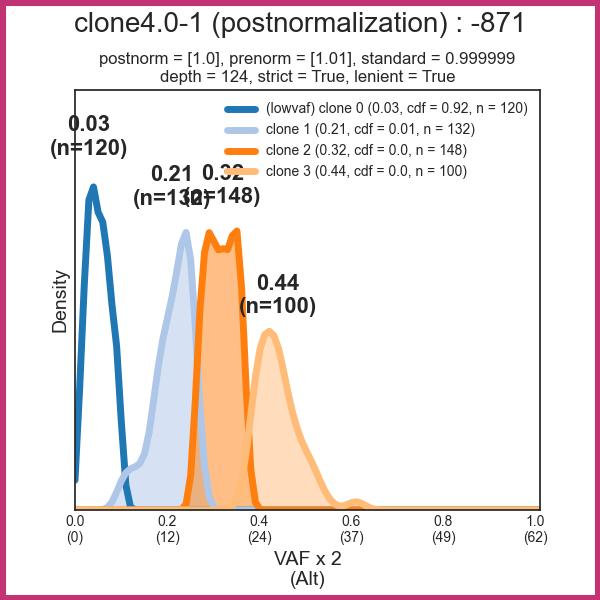 clone4.0-1 (postnormalization) : -871
postnorm = [1.0], prenorm = [1.01], standard = 0.999999
depth = 124, strict = True, lenient = True
(lowvaf) clone 0 (0.03, cdf = 0.92, n = 120)
clone 1 (0.21, cdf = 0.01, n = 132)
clone 2 (0.32, cdf = 0.0, n = 148)
clone 3 (0.44, cdf = 0.0, n = 100)
0.03
(n=120)
0.21
(n=132)
0.32
(n=148)
0.44
(n=100)
Density
0.0 0.2 0.4 0.6 0.8 1.0
(0) (12) (24) (37) (49) (62)
VAF x 2
(Alt)